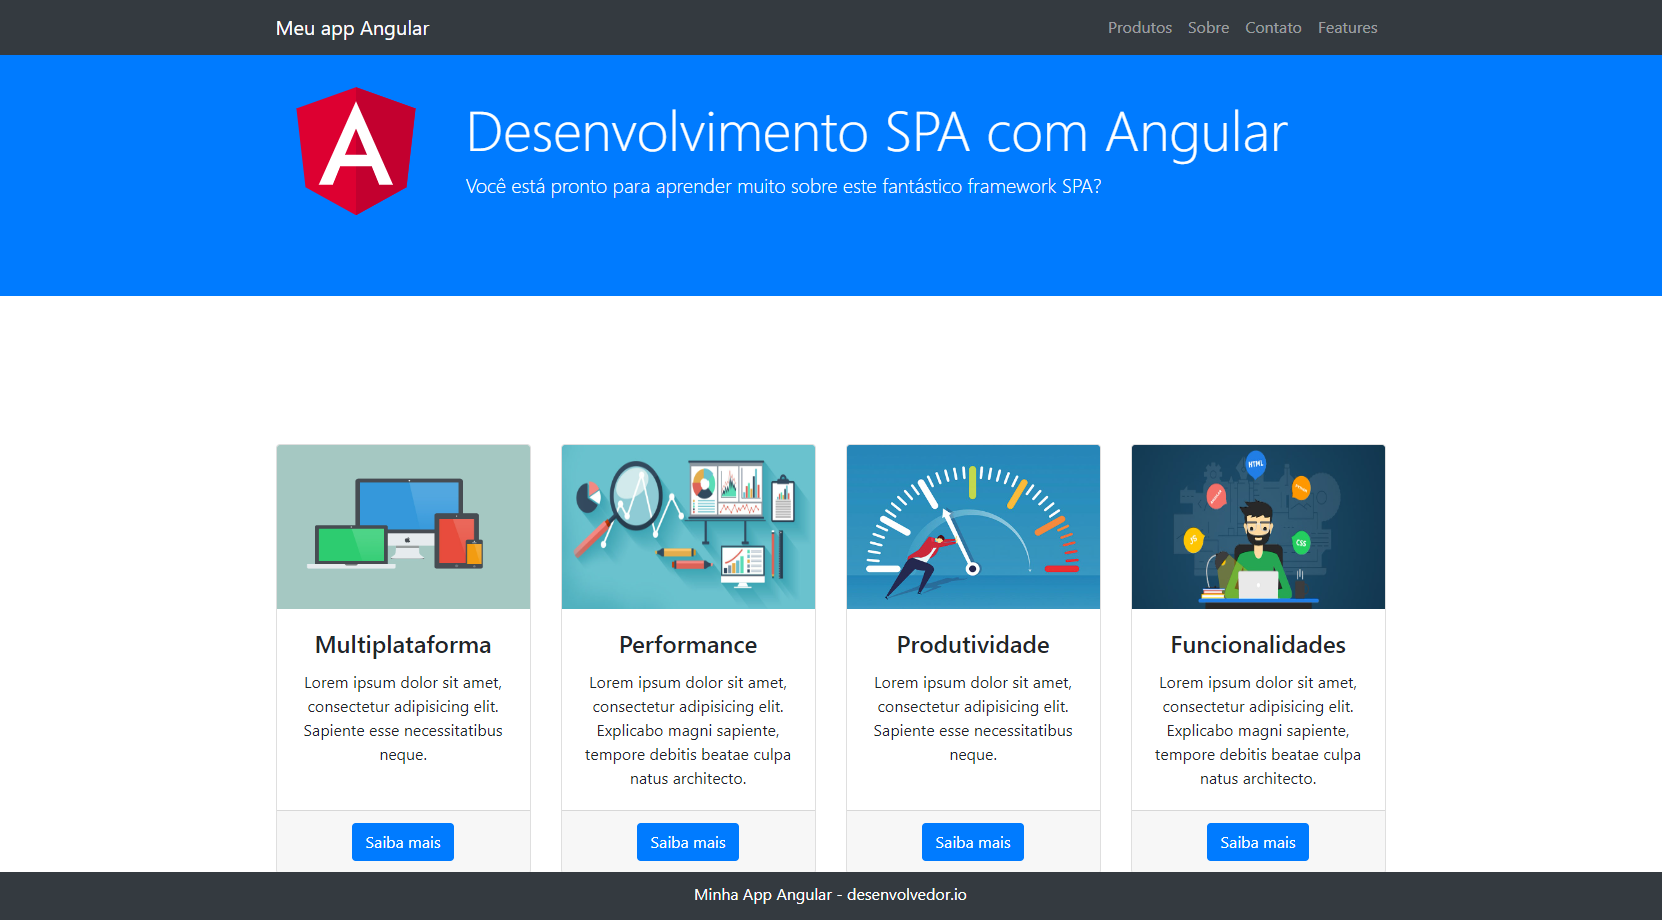 Meu app Angular
Produtos Sobre Contato Features
A
Desenvolvimento SPA com Angular
Você está pronto para aprender muito sobre este fantástico framework SPA?
HTML
CSS
Multiplataforma
Lorem ipsum dolor sit amet,
consectetur adipisicing elit.
Sapiente esse necessitatibus
neque.
Saiba mais
Performance
Lorem ipsum dolor sit amet,
consectetur adipisicing elit.
Explicabo magni sapiente,
tempore debitis beatae culpa
natus architecto.
Saiba mais
Produtividade
Lorem ipsum dolor sit amet,
consectetur adipisicing elit.
Sapiente esse necessitatibus
neque.
Saiba mais
Funcionalidades
Lorem ipsum dolor sit amet,
consectetur adipisicing elit.
Explicabo magni sapiente,
tempore debitis beatae culpa
natus architecto.
Saiba mais
Minha App Angular - desenvolvedor.io